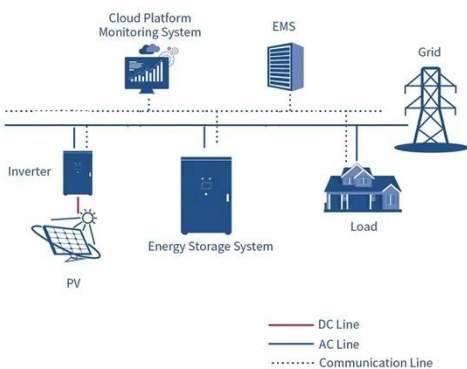 Cloud Platform
Monitoring System
EMS
Grid
Inverter
Energy Storage System
Load
PV
DC Line
AC Line
Communication Line